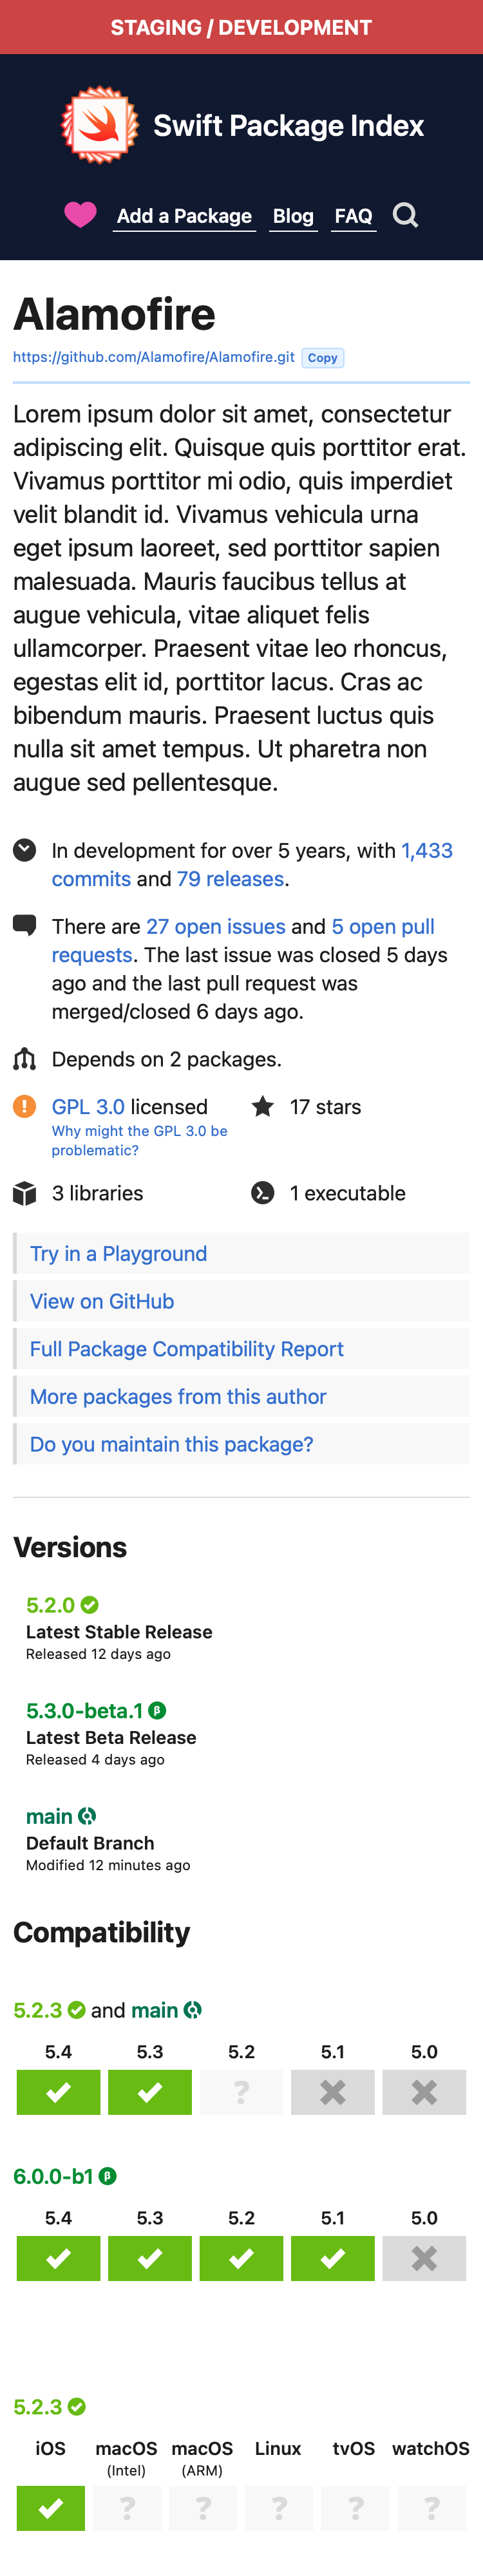 STAGING / DEVELOPMENT
Swift Package Index
Add a Package Blog FAQ
Alamofire
https://github.com/Alamofire/Alamofire.git Copy
Lorem ipsum dolor sit amet, consectetur
adipiscing elit. Quisque quis porttitor erat.
Vivamus porttitor mi odio, quis imperdiet
velit blandit id. Vivamus vehicula urna
eget ipsum laoreet, sed porttitor sapien
malesuada. Mauris faucibus tellus at
augue vehicula, vitae aliquet felis
ullamcorper. Praesent vitae leo rhoncus,
egestas elit id, porttitor lacus. Cras ac
bibendum mauris. Praesent luctus quis
nulla sit amet tempus. Ut pharetra non
augue sed pellentesque.
In development for over 5 years, with 1,433
commits and 79 releases.
There are 27 open issues and 5 open pull
requests. The last issue was closed 5 days
ago and the last pull request was
merged/closed 6 days ago.
Depends on 2 packages.
GPL 3.0 licensed
Why might the GPL 3.0 be
problematic?
17 stars
3 libraries
1 executable
Try in a Playground
View on GitHub
Full Package Compatibility Report
More packages from this author
Do you maintain this package?
Versions
5.2.0
Latest Stable Release
Released 12 days ago
5.3.0-beta.1 β
Latest Beta Release
Released 4 days ago
main
Default Branch
Modified 12 minutes ago
Compatibility
5.2.3 and main
5.4 5.3 5.2 5.1 5.0
?
6.0.0-b1 β
5.4 5.3 5.2 5.1 5.0
5.2.3
iOS macOS macOS Linux tvOS watchOS
(Intel) (ARM)
? ? ? ? ?